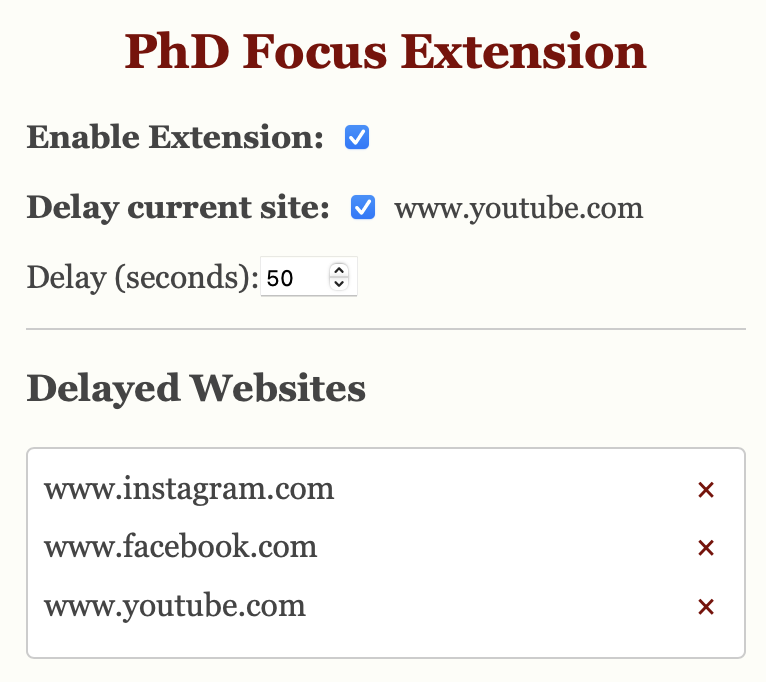 PhD Focus Extension
Enable Extension:
Delay current site: www.youtube.com
Delay (seconds): 50
Delayed Websites
www.instagram.com ×
www.facebook.com ×
www.youtube.com ×